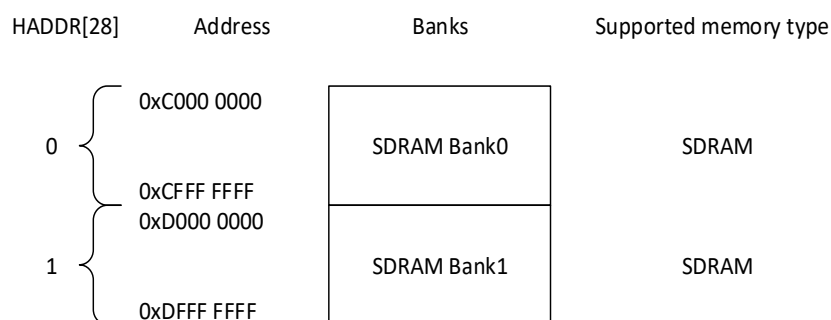 HADDR[28] Address Banks Supported memory type
0xC000 0000
0 SDRAM Bank0 SDRAM
0xCFFF FFFF
0xD000 0000
1 SDRAM Bank1 SDRAM
0xDFFF FFFF